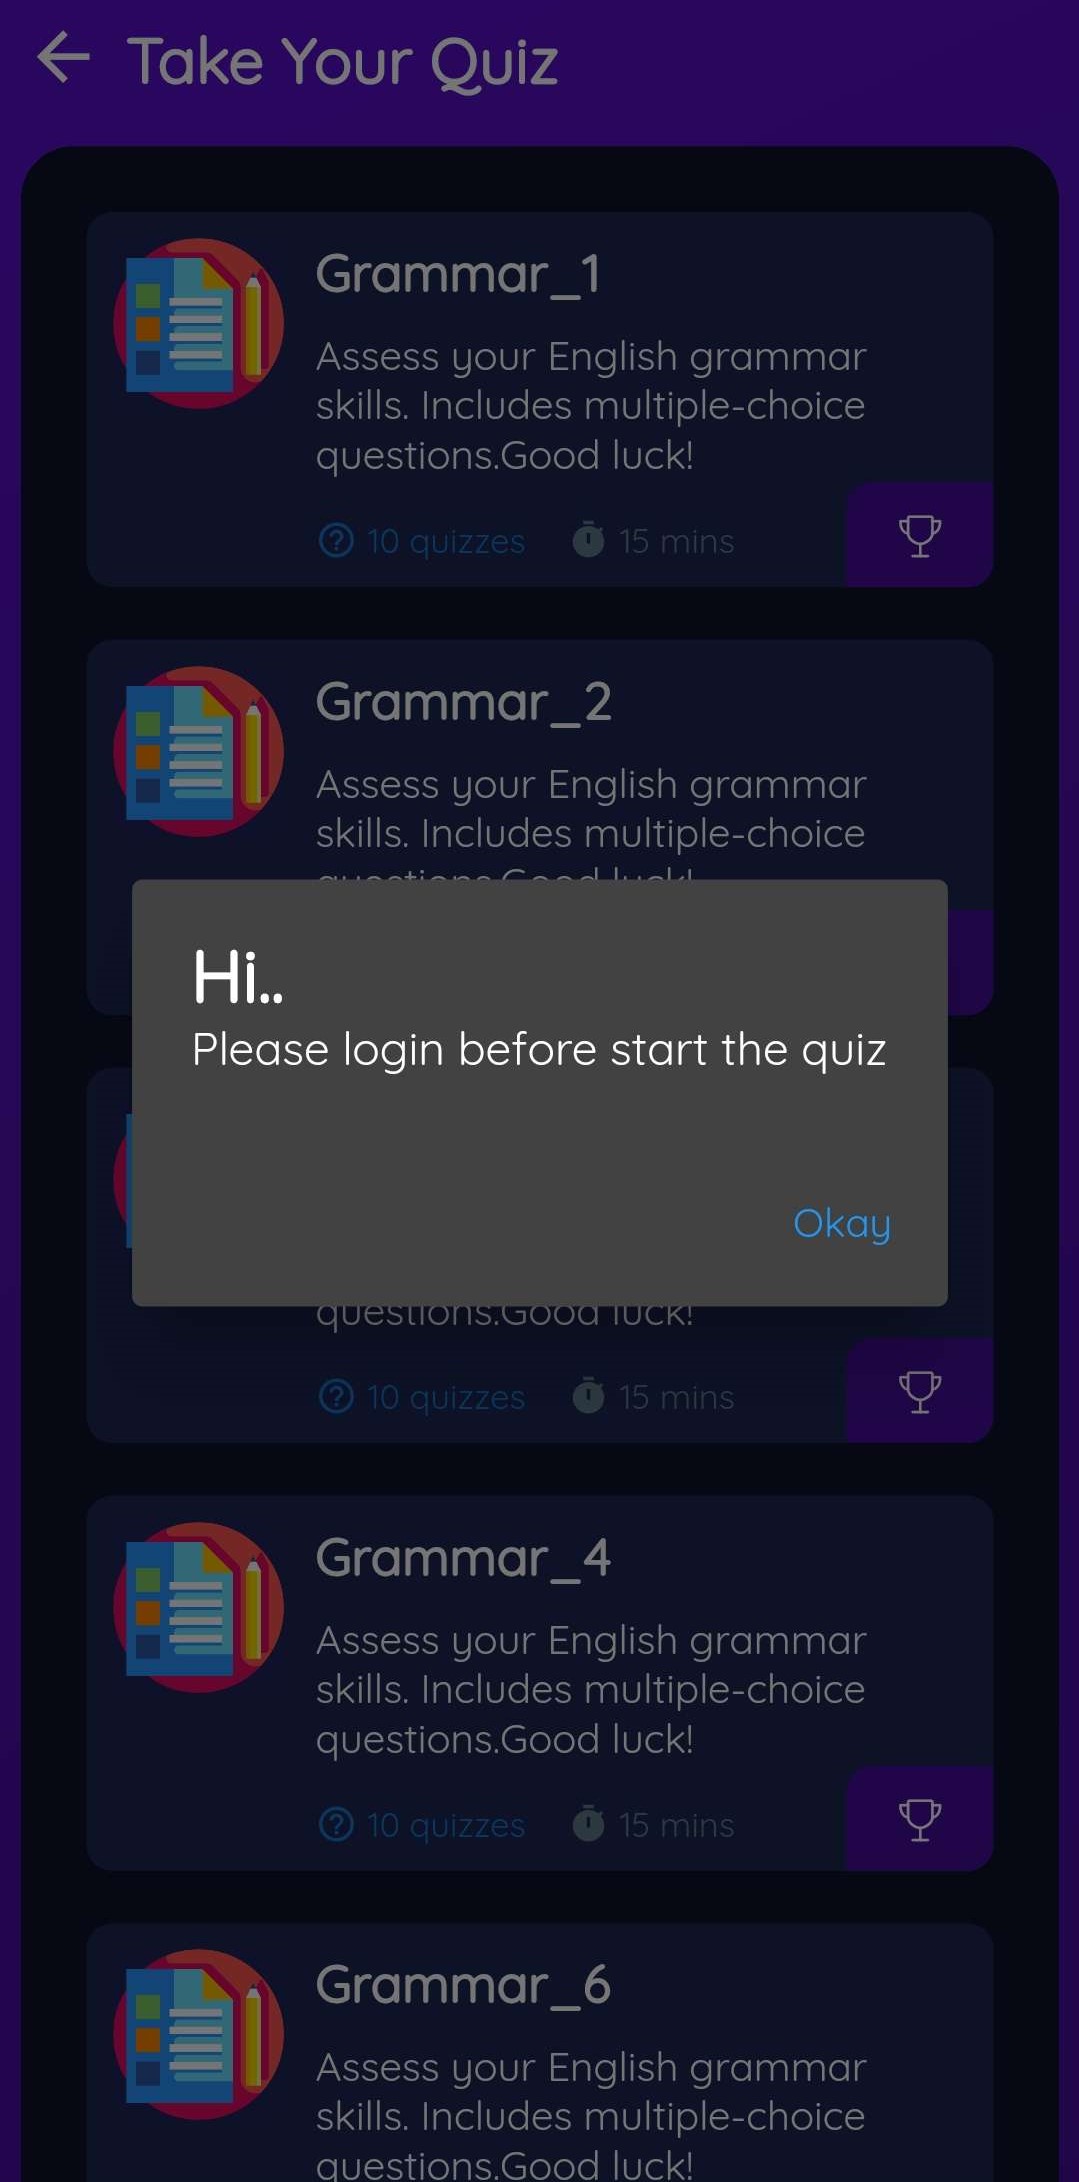 Take Your Quiz
Grammar_1
Assess your English grammar
skills. Includes multiple-choice
questions.Good luck!
10 quizzes 15 mins
Grammar_2
Assess your English grammar
skills. Includes multiple-choice
questions.Good luck!
Hi..
Please login before start the quiz
Okay
questions.Good luck!
10 quizzes 15 mins
Grammar_4
Assess your English grammar
skills. Includes multiple-choice
questions.Good luck!
10 quizzes 15 mins
Grammar_6
Assess your English grammar
skills. Includes multiple-choice
questions.Good luck!